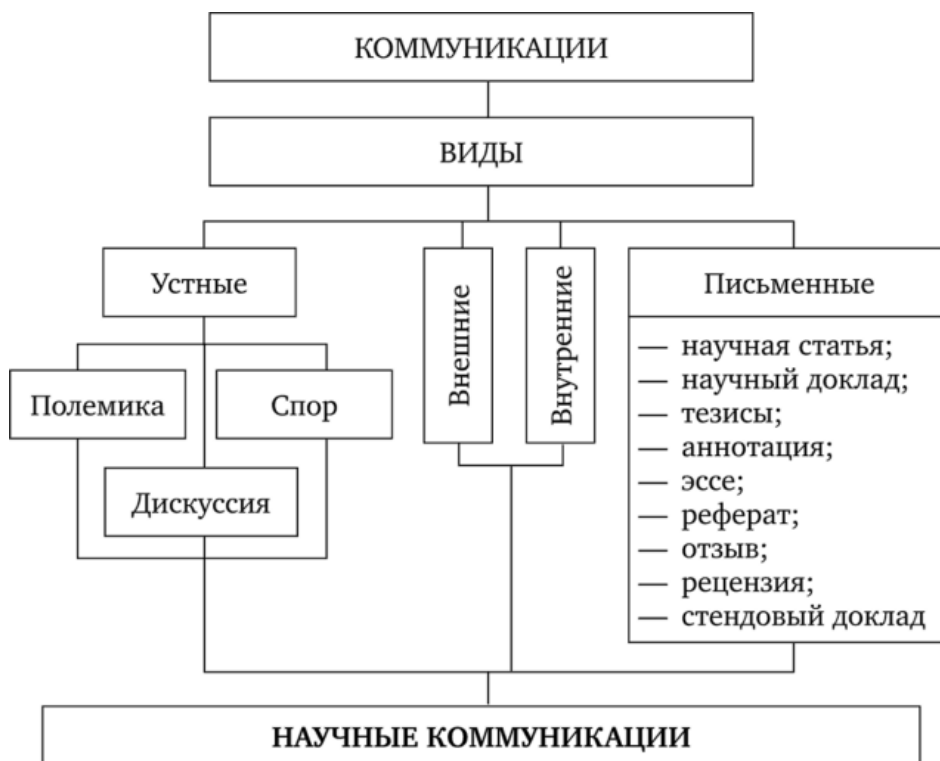 КОММУНИКАЦИИ
ВИДЫ
Устные
Полемика
Спор
Дискуссия
Внешние
Внутренние
Письменные
— научная статья;
— научный доклад;
— тезисы;
— аннотация;
— эссе;
— реферат;
— отзыв;
— рецензия;
— стендовый доклад
НАУЧНЫЕ КОММУНИКАЦИИ